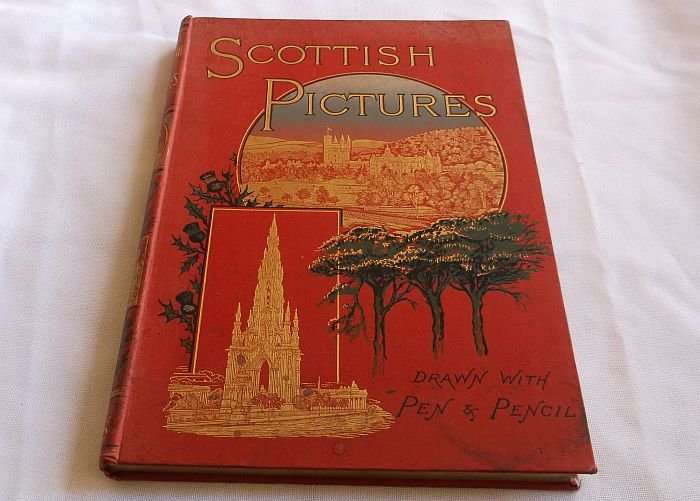 SCOTTISH
PICTURES
DRAWN WITH
PEN & PENCIL